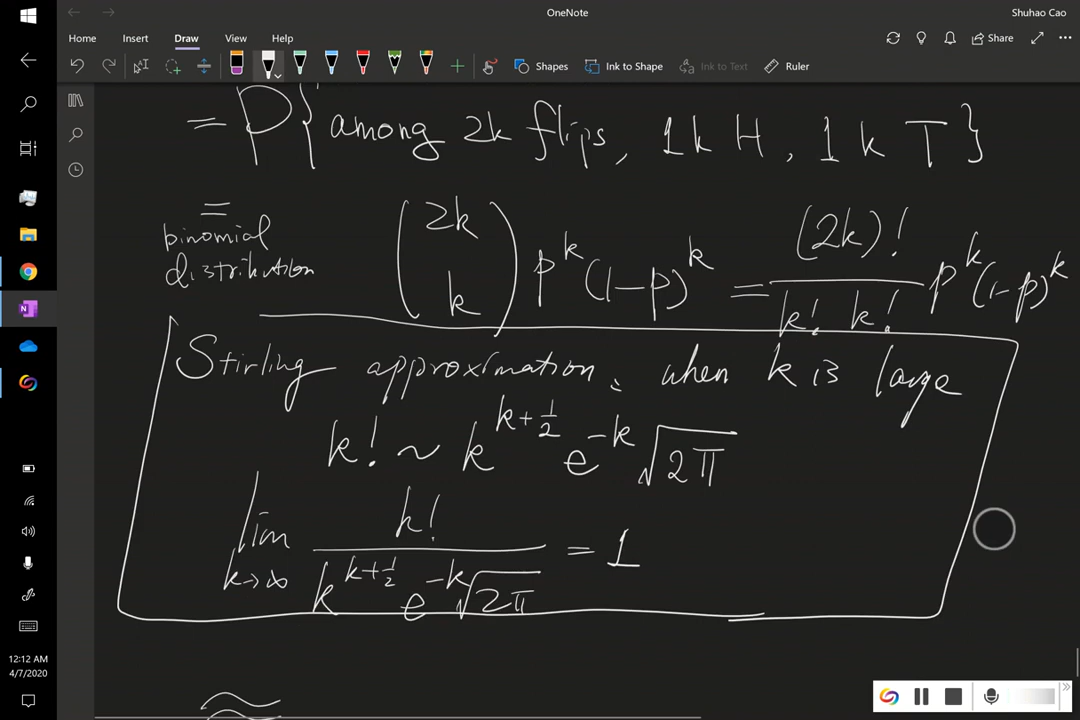 OneNote
Shuhao Cao
Home Insert Draw View Help
Share
Shapes Ink to Shape Ink to Text Ruler
= P{among 2k flips, 1k H, 1k T}
= binomial distribution (2k k) p^k (1-p)^k = (2k)! / k! k! p^k (1-p)^k
Stirling approximation: when k is large
k! ~ k^{k+1/2} e^{-k} √2π
lim k→∞ k! / k^{k+1/2} e^{-k} √2π = 1
≈
12:12 AM
4/7/2020